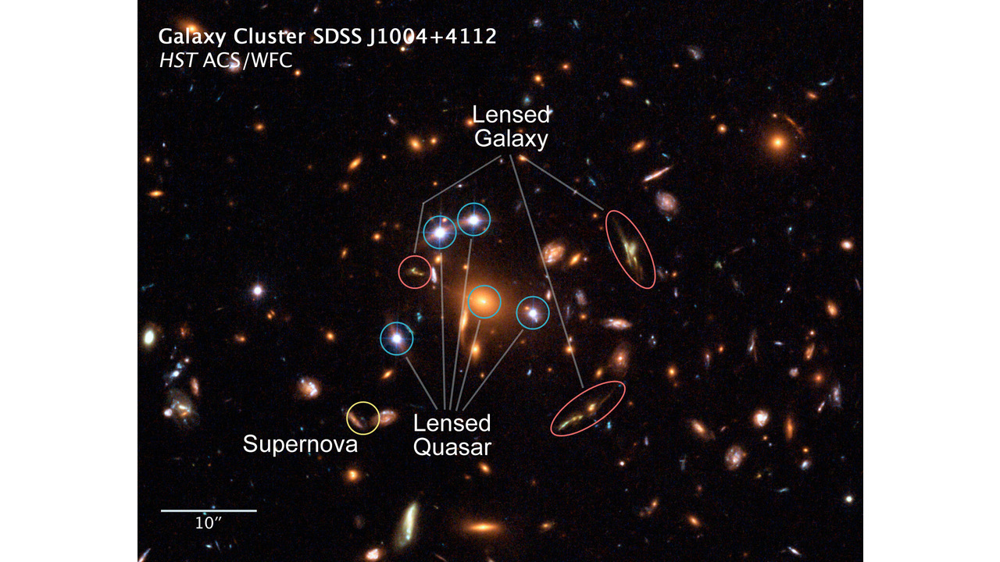 Galaxy Cluster SDSS J1004+4112
HST ACS/WFC
Lensed
Galaxy
Lensed
Quasar
Supernova
10″